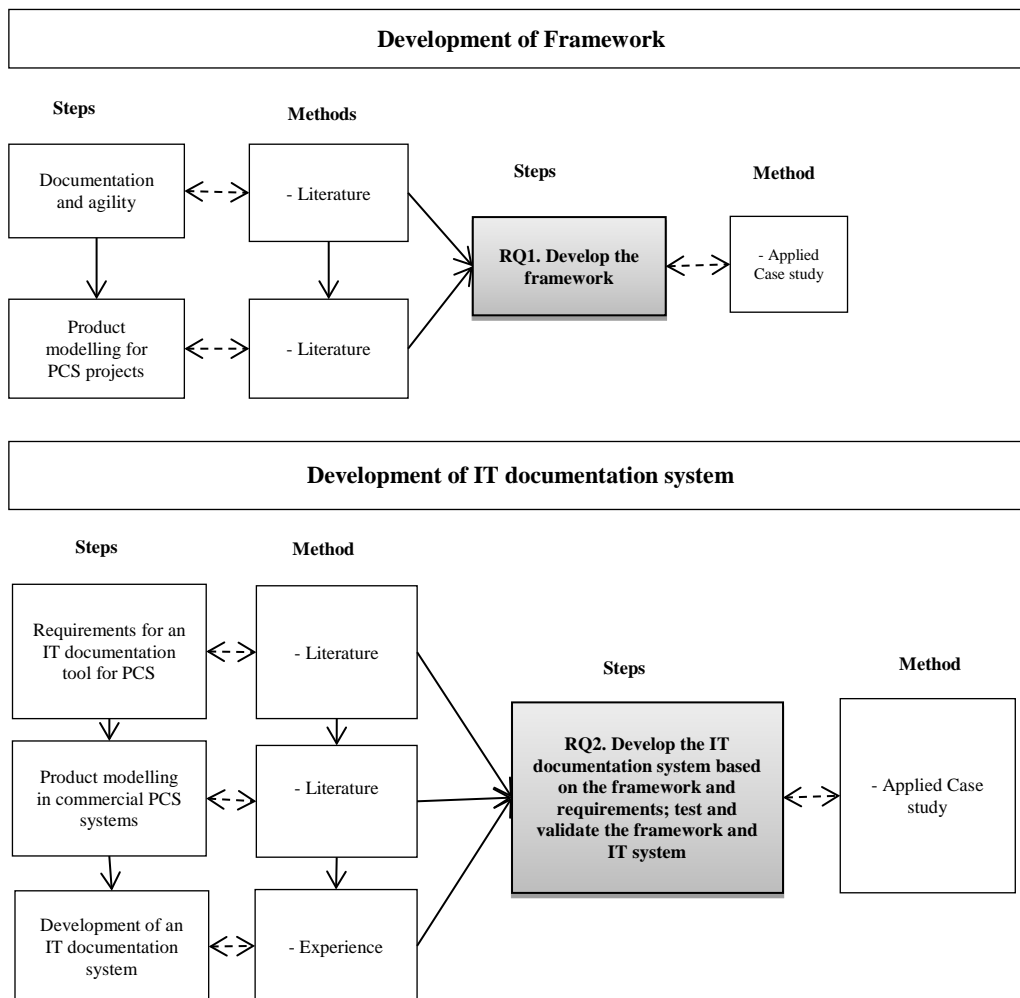 Development of Framework
Steps
Methods
Documentation
and agility
- Literature
Product
modelling for
PCS projects
- Literature
Steps
Method
RQ1. Develop the
framework
- Applied
Case study
Development of IT documentation system
Steps
Method
Requirements for an
IT documentation
tool for PCS
- Literature
Product modelling
in commercial PCS
systems
- Literature
Development of an
IT documentation
system
- Experience
Steps
Method
RQ2. Develop the IT
documentation system based
on the framework and
requirements; test and
validate the framework and
IT system
- Applied Case
study